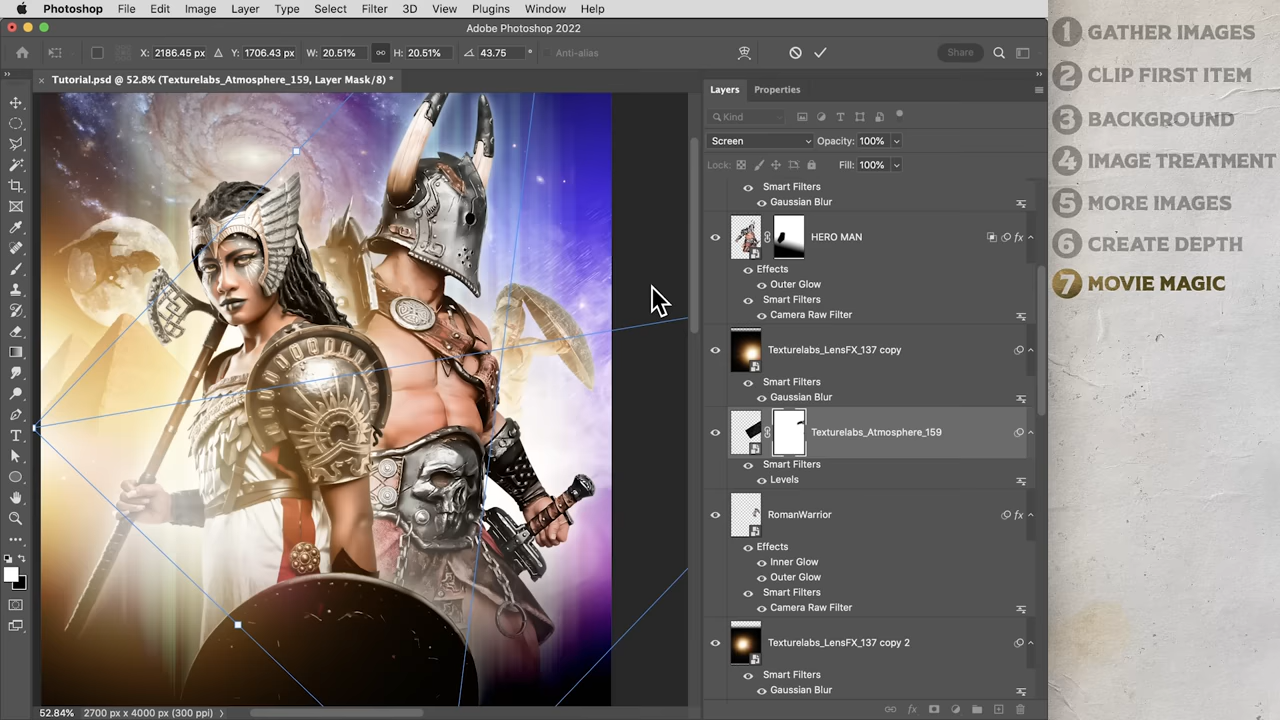 Photoshop File Edit Image Layer Type Select Filter 3D View Plugins Window Help
Adobe Photoshop 2022
X: 2186.45 px Y: 1706.43 px W: 20.51% H: 20.51% 43.75 ° Anti-alias Share
Tutorial.psd @ 52.8% (Texturelabs_Atmosphere_159, Layer Mask/8) *
Layers Properties
Kind
Screen Opacity: 100%
Lock: Fill: 100%
Smart Filters
Gaussian Blur
HERO MAN fx
Effects
Outer Glow
Smart Filters
Camera Raw Filter
Texturelabs_LensFX_137 copy
Smart Filters
Gaussian Blur
Texturelabs_Atmosphere_159
Smart Filters
Levels
RomanWarrior fx
Effects
Inner Glow
Outer Glow
Smart Filters
Camera Raw Filter
Texturelabs_LensFX_137 copy 2
Smart Filters
Gaussian Blur
fx
52.84% 2700 px x 4000 px (300 ppi)
1 GATHER IMAGES
2 CLIP FIRST ITEM
3 BACKGROUND
4 IMAGE TREATMENT
5 MORE IMAGES
6 CREATE DEPTH
7 MOVIE MAGIC